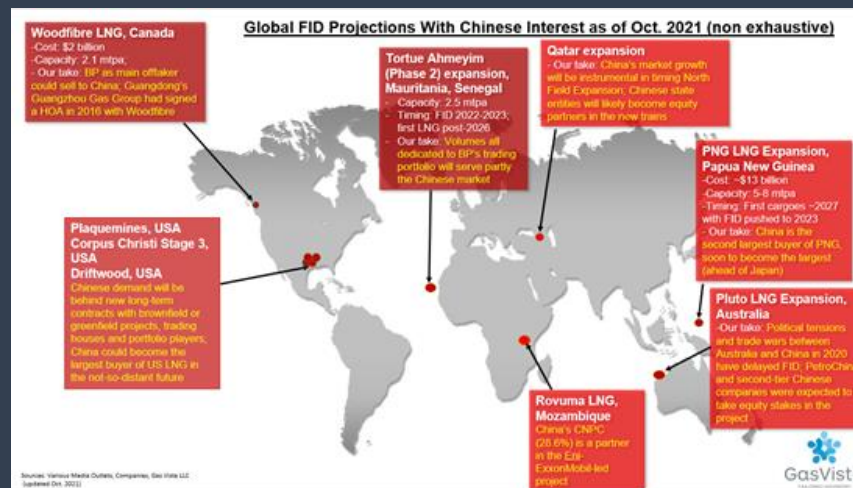 Global FID Projections With Chinese Interest as of Oct. 2021 (non exhaustive)
Woodfibre LNG, Canada
-Cost: $2 billion
-Capacity: 2.1 mtpa,
- Our take: BP as main offtaker
could sell to China; Guangdong's
Guangzhou Gas Group had signed
a HOA in 2016 with Woodfibre
Tortue Ahmeyim
(Phase 2) expansion,
Mauritania, Senegal
- Capacity: 2.5 mtpa
- Timing: FID 2022-2023;
first LNG post-2026
- Our take: Volumes all
dedicated to BP's trading
portfolio will serve partly
the Chinese market
Qatar expansion
- Our take: China's market growth
will be instrumental in timing North
Field Expansion; Chinese state
entities will likely become equity
partners in the new trains
PNG LNG Expansion,
Papua New Guinea
-Cost: ~$13 billion
-Capacity: 5-8 mtpa
-Timing: First cargoes ~2027
with FID pushed to 2023
- Our take: China is the
second largest buyer of PNG,
soon to become the largest
(ahead of Japan)
Plaquemines, USA
Corpus Christi Stage 3,
USA
Driftwood, USA
Chinese demand will be
behind new long-term
contracts with brownfield or
greenfield projects, trading
houses and portfolio players;
China could become the
largest buyer of US LNG in
the not-so-distant future
Pluto LNG Expansion,
Australia
-Our take: Political tensions
and trade wars between
Australia and China in 2020
have delayed FID; PetroChin
and second-tier Chinese
companies were expected to
take equity stakes in the
project
Rovuma LNG,
Mozambique
China's CNPC
(28.6%) is a partner
in the Eni-
ExxonMobil-led
project
Sources: Various Media Outlets, Companies, Gas Vista LLC
(updated Oct. 2021)
GasVist